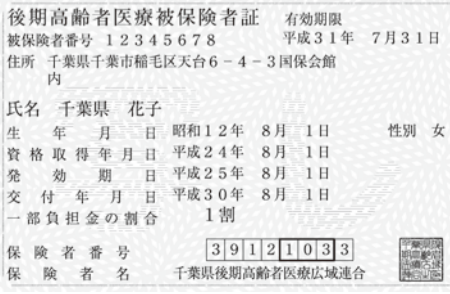 後期高齢者医療被保険者証 有効期限
被保険者番号 12345678 平成31年 7月31日
住所 千葉県千葉市稲毛区天台6－4－3国保会館
内
氏名 千葉県 花子
生年月日 昭和12年 8月 1日 性別 女
資格取得年月日 平成24年 8月 1日
発効期日 平成25年 8月 1日
交付年月日 平成30年 8月 1日
一部負担金の割合 1割
保険者番号 39121033
保険者名 千葉県後期高齢者医療広域連合